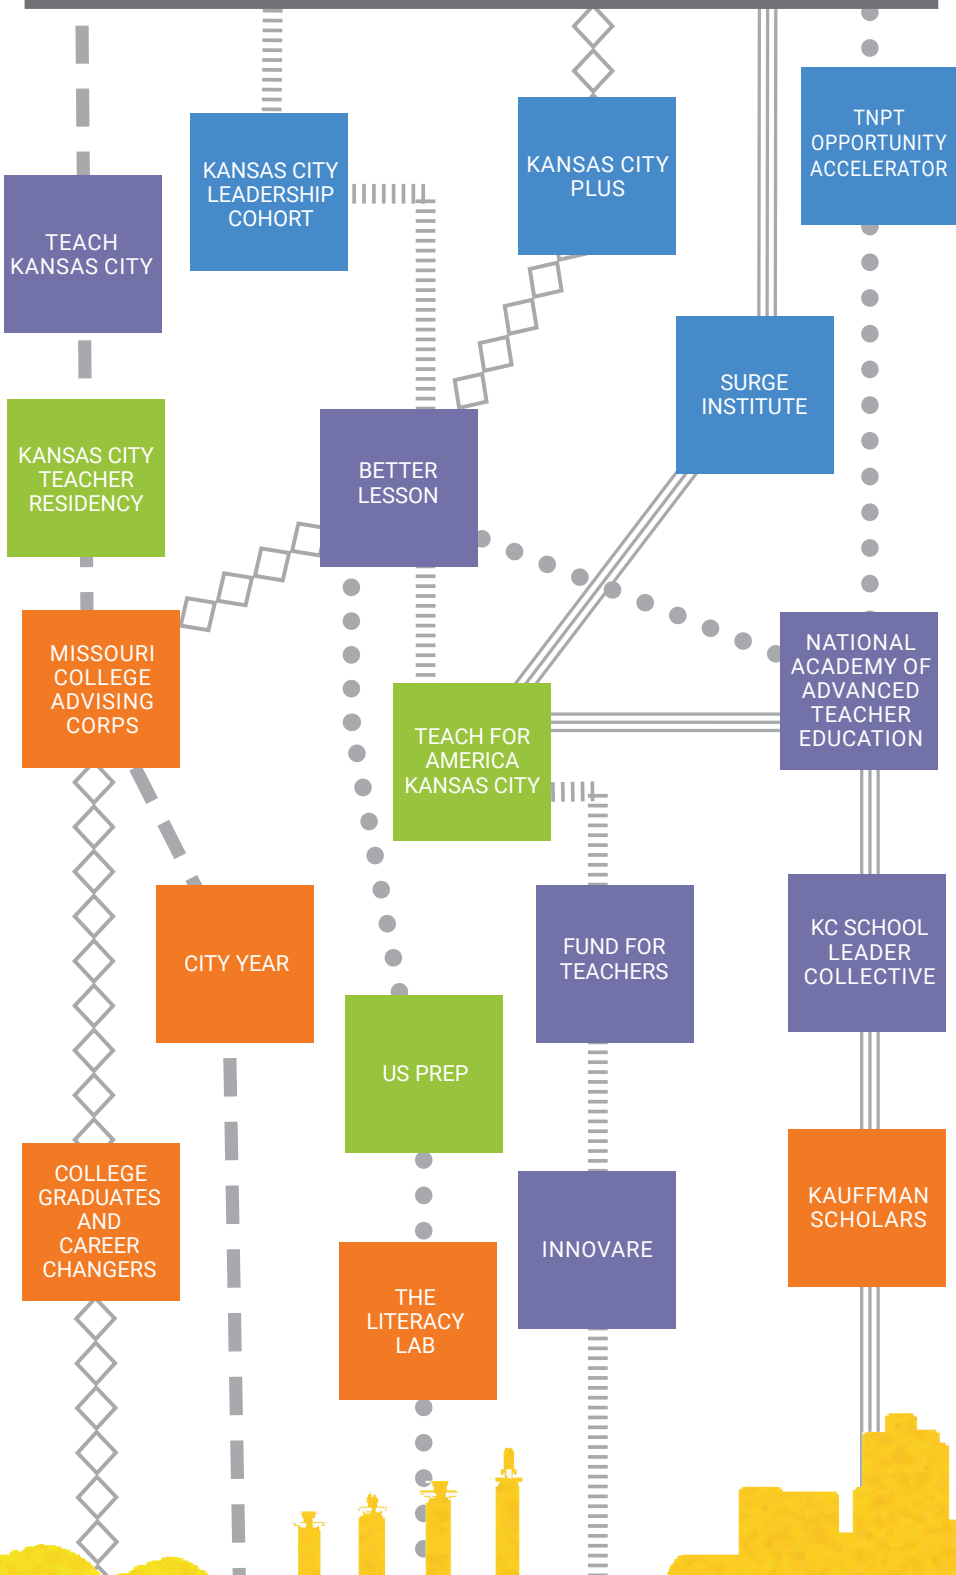 TNPT
OPPORTUNITY
ACCELERATOR
KANSAS CITY
LEADERSHIP
COHORT
KANSAS CITY
PLUS
TEACH
KANSAS CITY
SURGE
INSTITUTE
KANSAS CITY
TEACHER
RESIDENCY
BETTER
LESSON
MISSOURI
COLLEGE
ADVISING
CORPS
NATIONAL
ACADEMY OF
ADVANCED
TEACHER
EDUCATION
TEACH FOR
AMERICA
KANSAS CITY
CITY YEAR
FUND FOR
TEACHERS
KC SCHOOL
LEADER
COLLECTIVE
US PREP
COLLEGE
GRADUATES
AND
CAREER
CHANGERS
INNOVARE
KAUFFMAN
SCHOLARS
THE
LITERACY
LAB